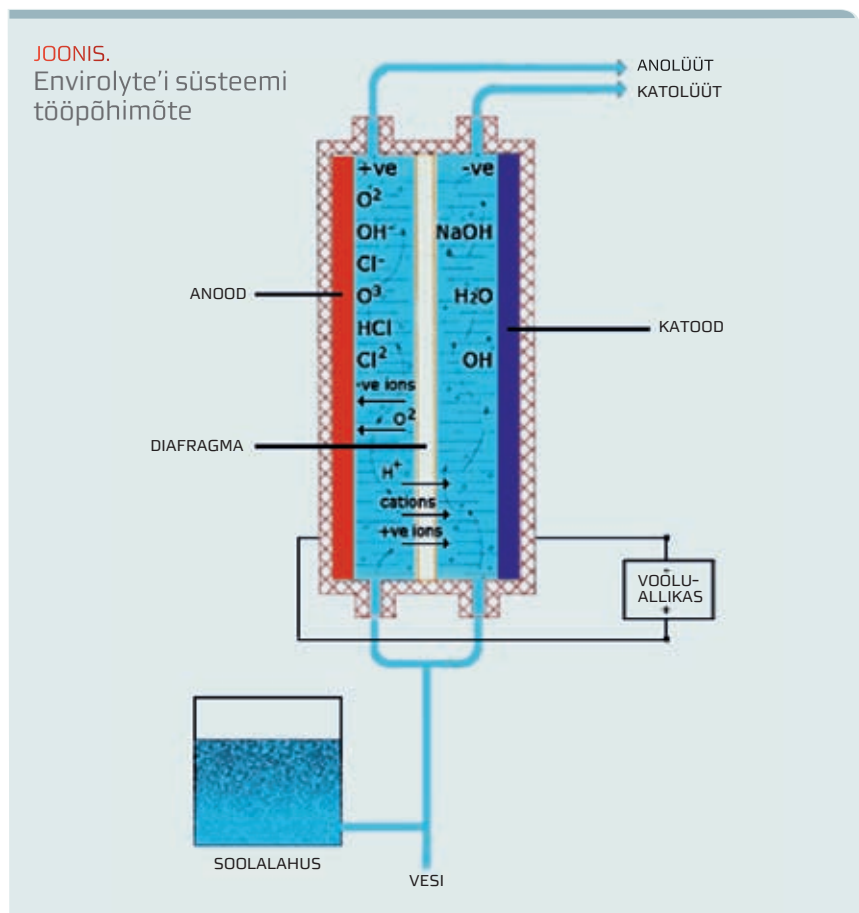 JOONIS.
Envirolyte’i süsteemi
tööpõhimõte
ANOLÜÜT
KATOLÜÜT
+ve
-ve
O²
OH⁻
NaOH
Cl⁻
ANOOD
O³
H₂O
KATOOD
HCl
Cl²
OH
-ve ions
O²
DIAFRAGMA
H⁺
cations
+ve ions
-
VOOLU-
ALLIKAS
+
SOOLALAHUS
VESI